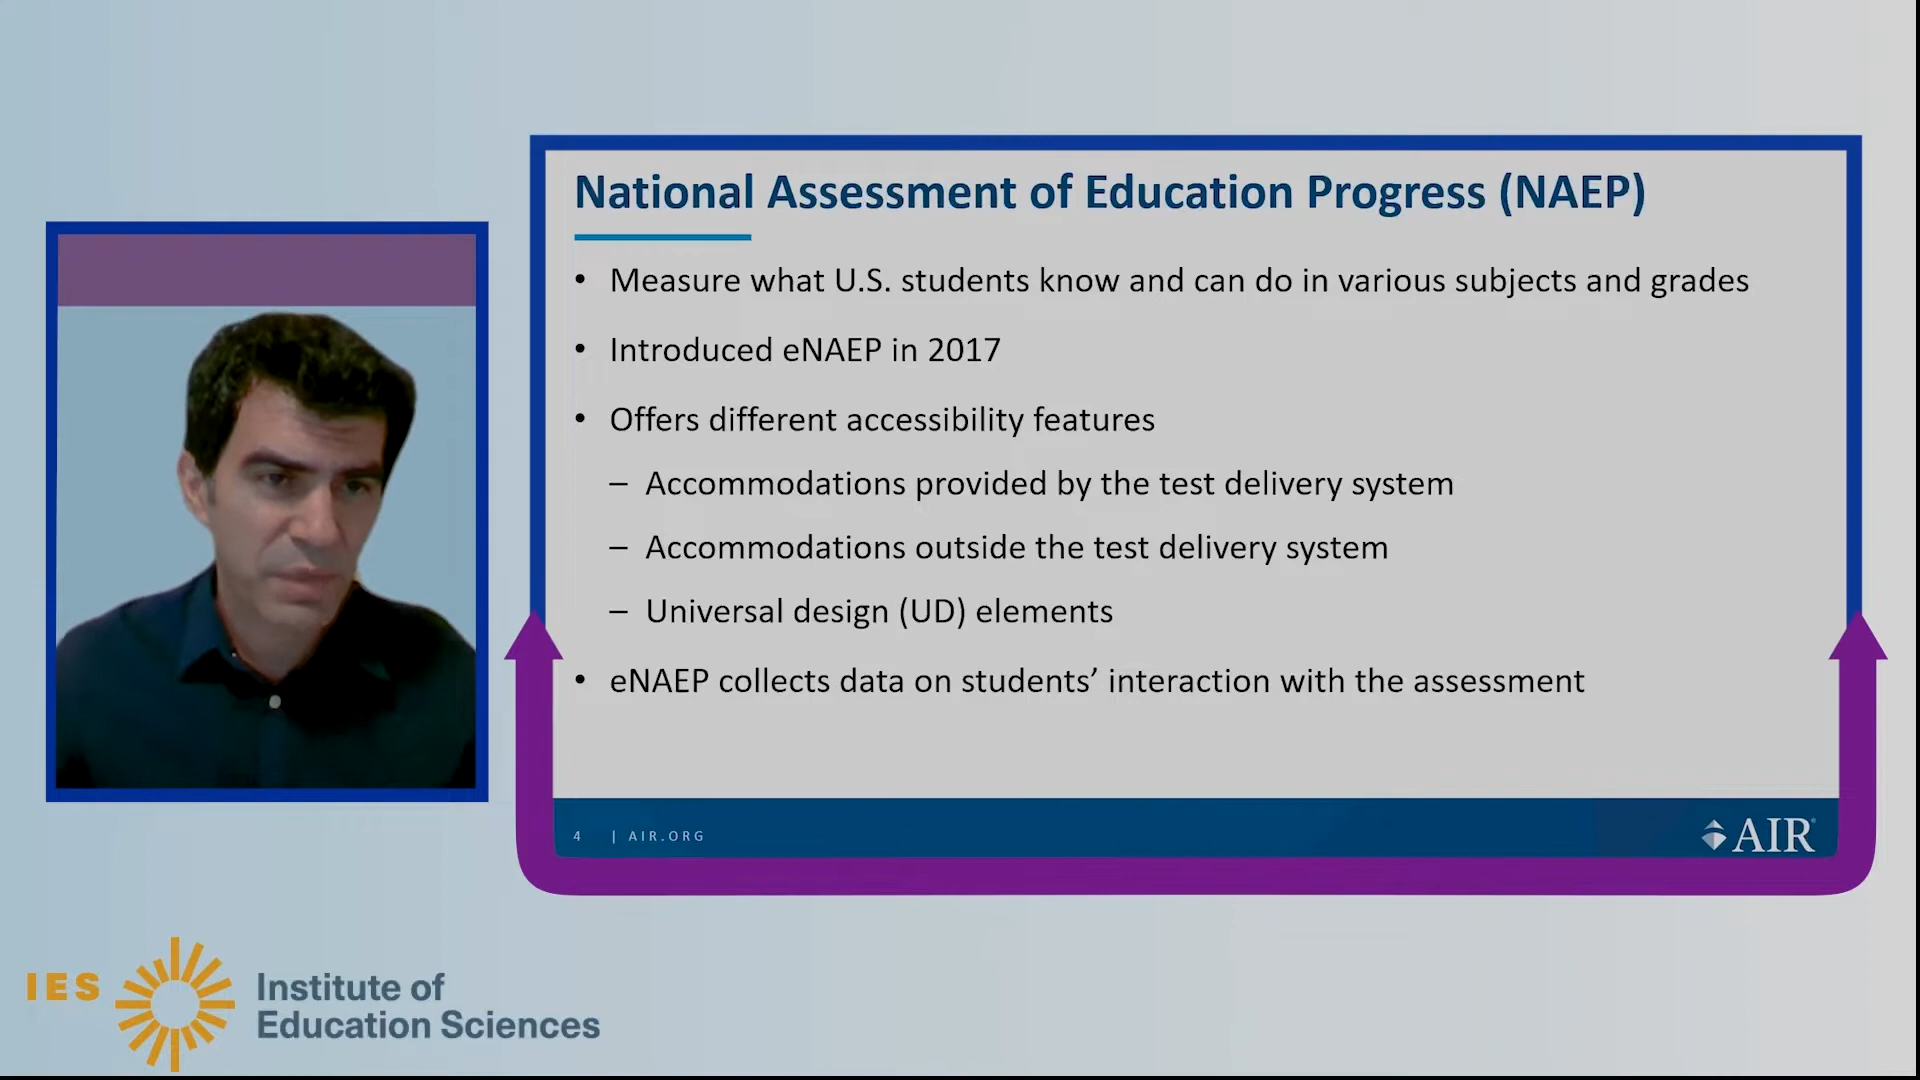 National Assessment of Education Progress (NAEP)
• Measure what U.S. students know and can do in various subjects and grades
• Introduced eNAEP in 2017
• Offers different accessibility features
– Accommodations provided by the test delivery system
– Accommodations outside the test delivery system
– Universal design (UD) elements
• eNAEP collects data on students’ interaction with the assessment
4 | AIR.ORG
AIR
IES
Institute of
Education Sciences